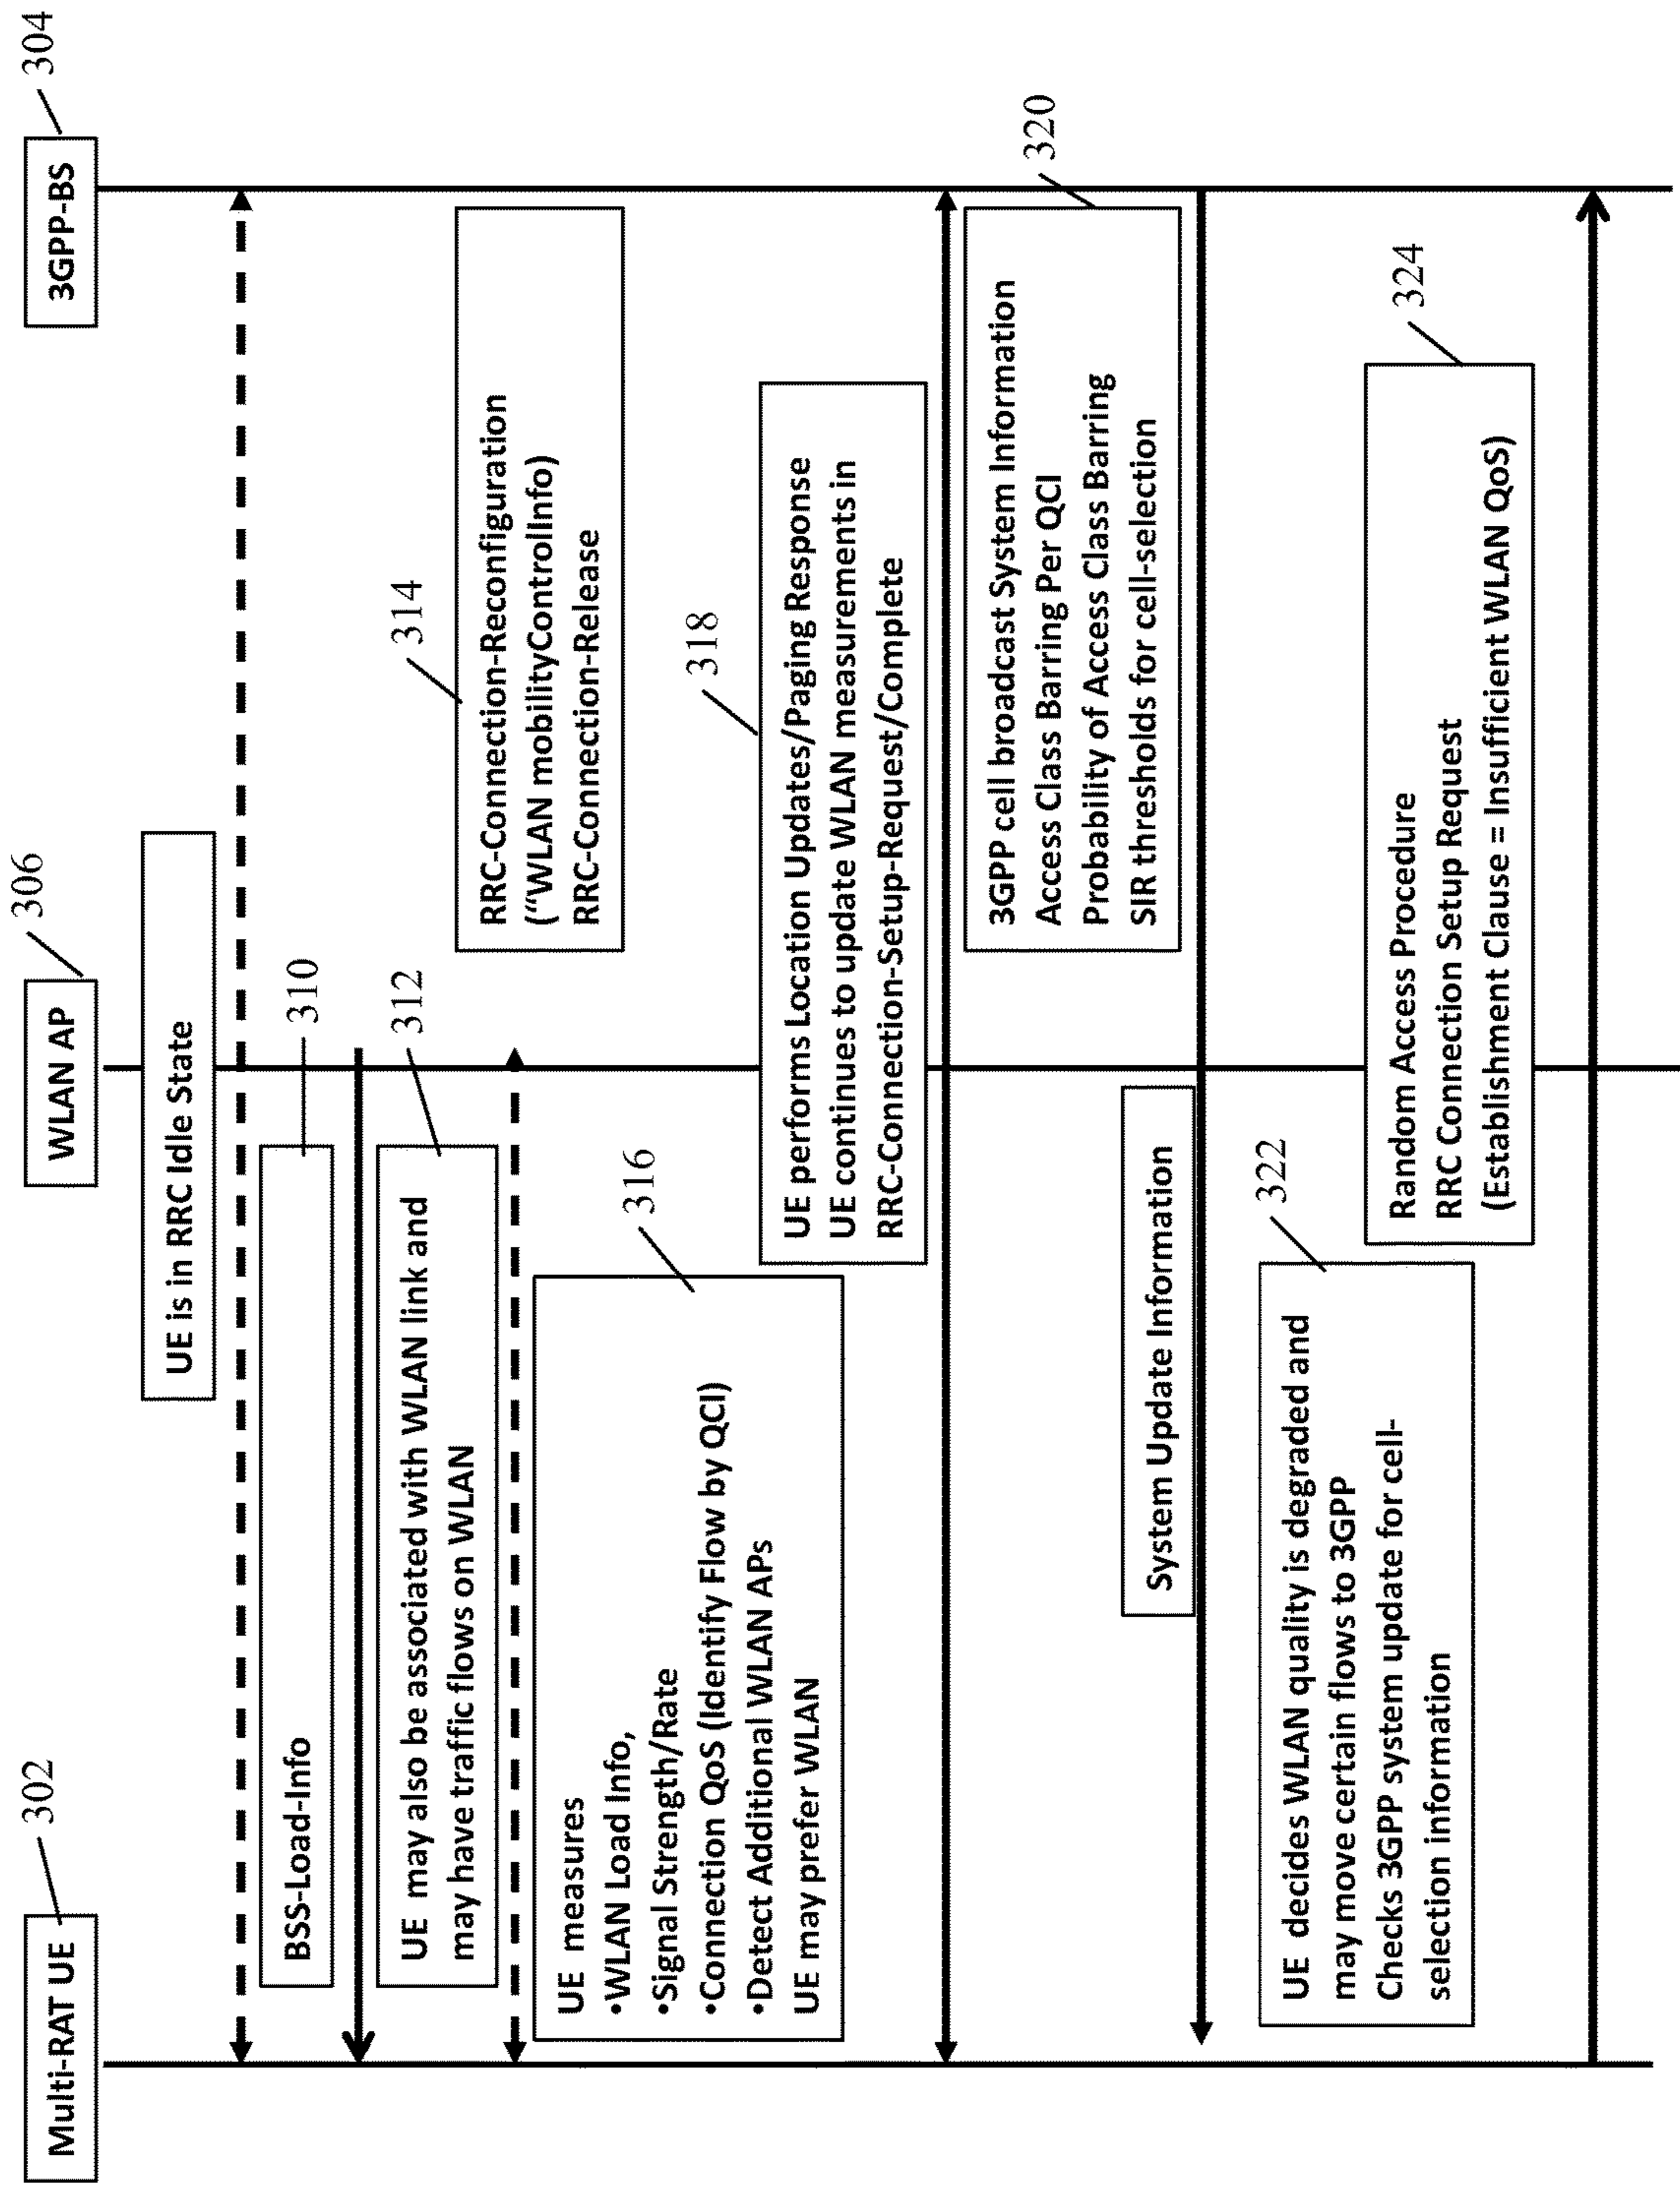 302
306
304
Multi-RAT UE
WLAN AP
3GPP-BS
UE is in RRC Idle State
310
BSS-Load-Info
312
UE may also be associated with WLAN link and
may have traffic flows on WLAN
314
RRC-Connection-Reconfiguration
(“WLAN mobilityControlInfo)
RRC-Connection-Release
316
UE measures
•WLAN Load Info,
•Signal Strength/Rate
•Connection QoS (Identify Flow by QCI)
•Detect Additional WLAN APs
UE may prefer WLAN
318
UE performs Location Updates/Paging Response
UE continues to update WLAN measurements in
RRC-Connection-Setup-Request/Complete
320
3GPP cell broadcast System Information
Access Class Barring Per QCI
Probability of Access Class Barring
SIR thresholds for cell-selection
System Update Information
322
UE decides WLAN quality is degraded and
may move certain flows to 3GPP
Checks 3GPP system update for cell-
selection information
324
Random Access Procedure
RRC Connection Setup Request
(Establishment Clause = Insufficient WLAN QoS)